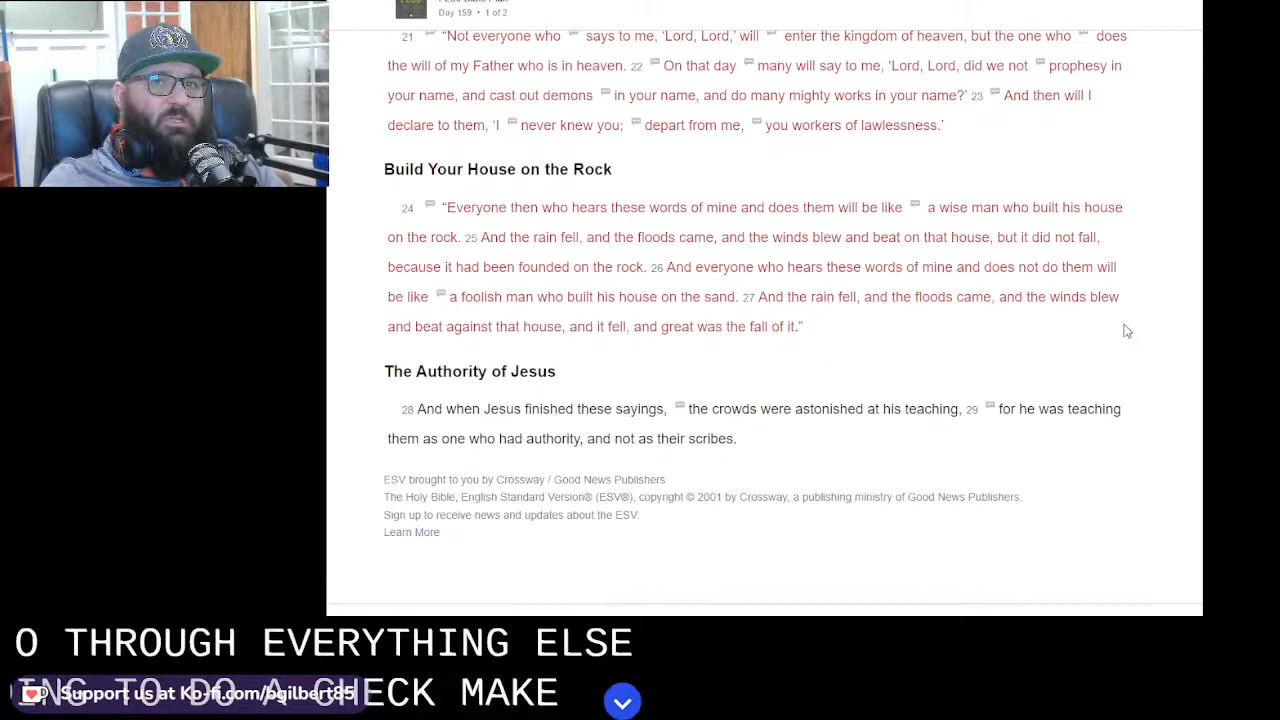 Day 159 • 1 of 2
21 "Not everyone who says to me, 'Lord, Lord,' will enter the kingdom of heaven, but the one who does
the will of my Father who is in heaven. 22 On that day many will say to me, 'Lord, Lord, did we not prophesy in
your name, and cast out demons in your name, and do many mighty works in your name?' 23 And then will I
declare to them, 'I never knew you; depart from me, you workers of lawlessness.'
Build Your House on the Rock
24 "Everyone then who hears these words of mine and does them will be like a wise man who built his house
on the rock. 25 And the rain fell, and the floods came, and the winds blew and beat on that house, but it did not fall,
because it had been founded on the rock. 26 And everyone who hears these words of mine and does not do them will
be like a foolish man who built his house on the sand. 27 And the rain fell, and the floods came, and the winds blew
and beat against that house, and it fell, and great was the fall of it."
The Authority of Jesus
28 And when Jesus finished these sayings, the crowds were astonished at his teaching, 29 for he was teaching
them as one who had authority, and not as their scribes.
ESV brought to you by Crossway / Good News Publishers
The Holy Bible, English Standard Version® (ESV®), copyright © 2001 by Crossway, a publishing ministry of Good News Publishers.
Sign up to receive news and updates about the ESV:
Learn More
O THROUGH EVERYTHING ELSE
ING TO DO A CHECK MAKE
Support us at Ko-fi.com/bgilbert85